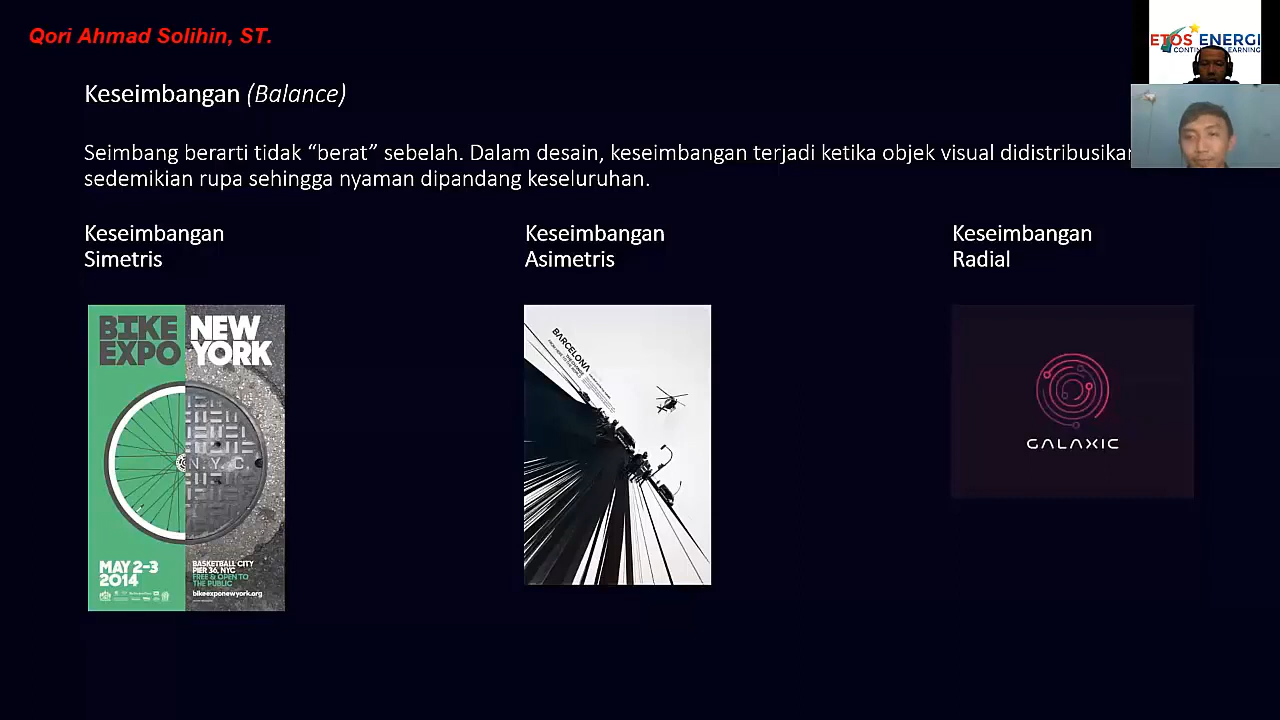 Qori Ahmad Solihin, ST.
ETOS ENERGI
Keseimbangan (Balance)
Seimbang berarti tidak “berat” sebelah. Dalam desain, keseimbangan terjadi ketika objek visual didistribusikan
sedemikian rupa sehingga nyaman dipandang keseluruhan.
Keseimbangan
Simetris
Keseimbangan
Asimetris
Keseimbangan
Radial
BIKE
EXPO
NEW
YORK
N.Y.C.
MAY 2-3
2014
BASKETBALL CITY
PIER 36, NYC
FREE & OPEN TO
THE PUBLIC
bikeexponewyork.org
BARCELONA
GALAXIC